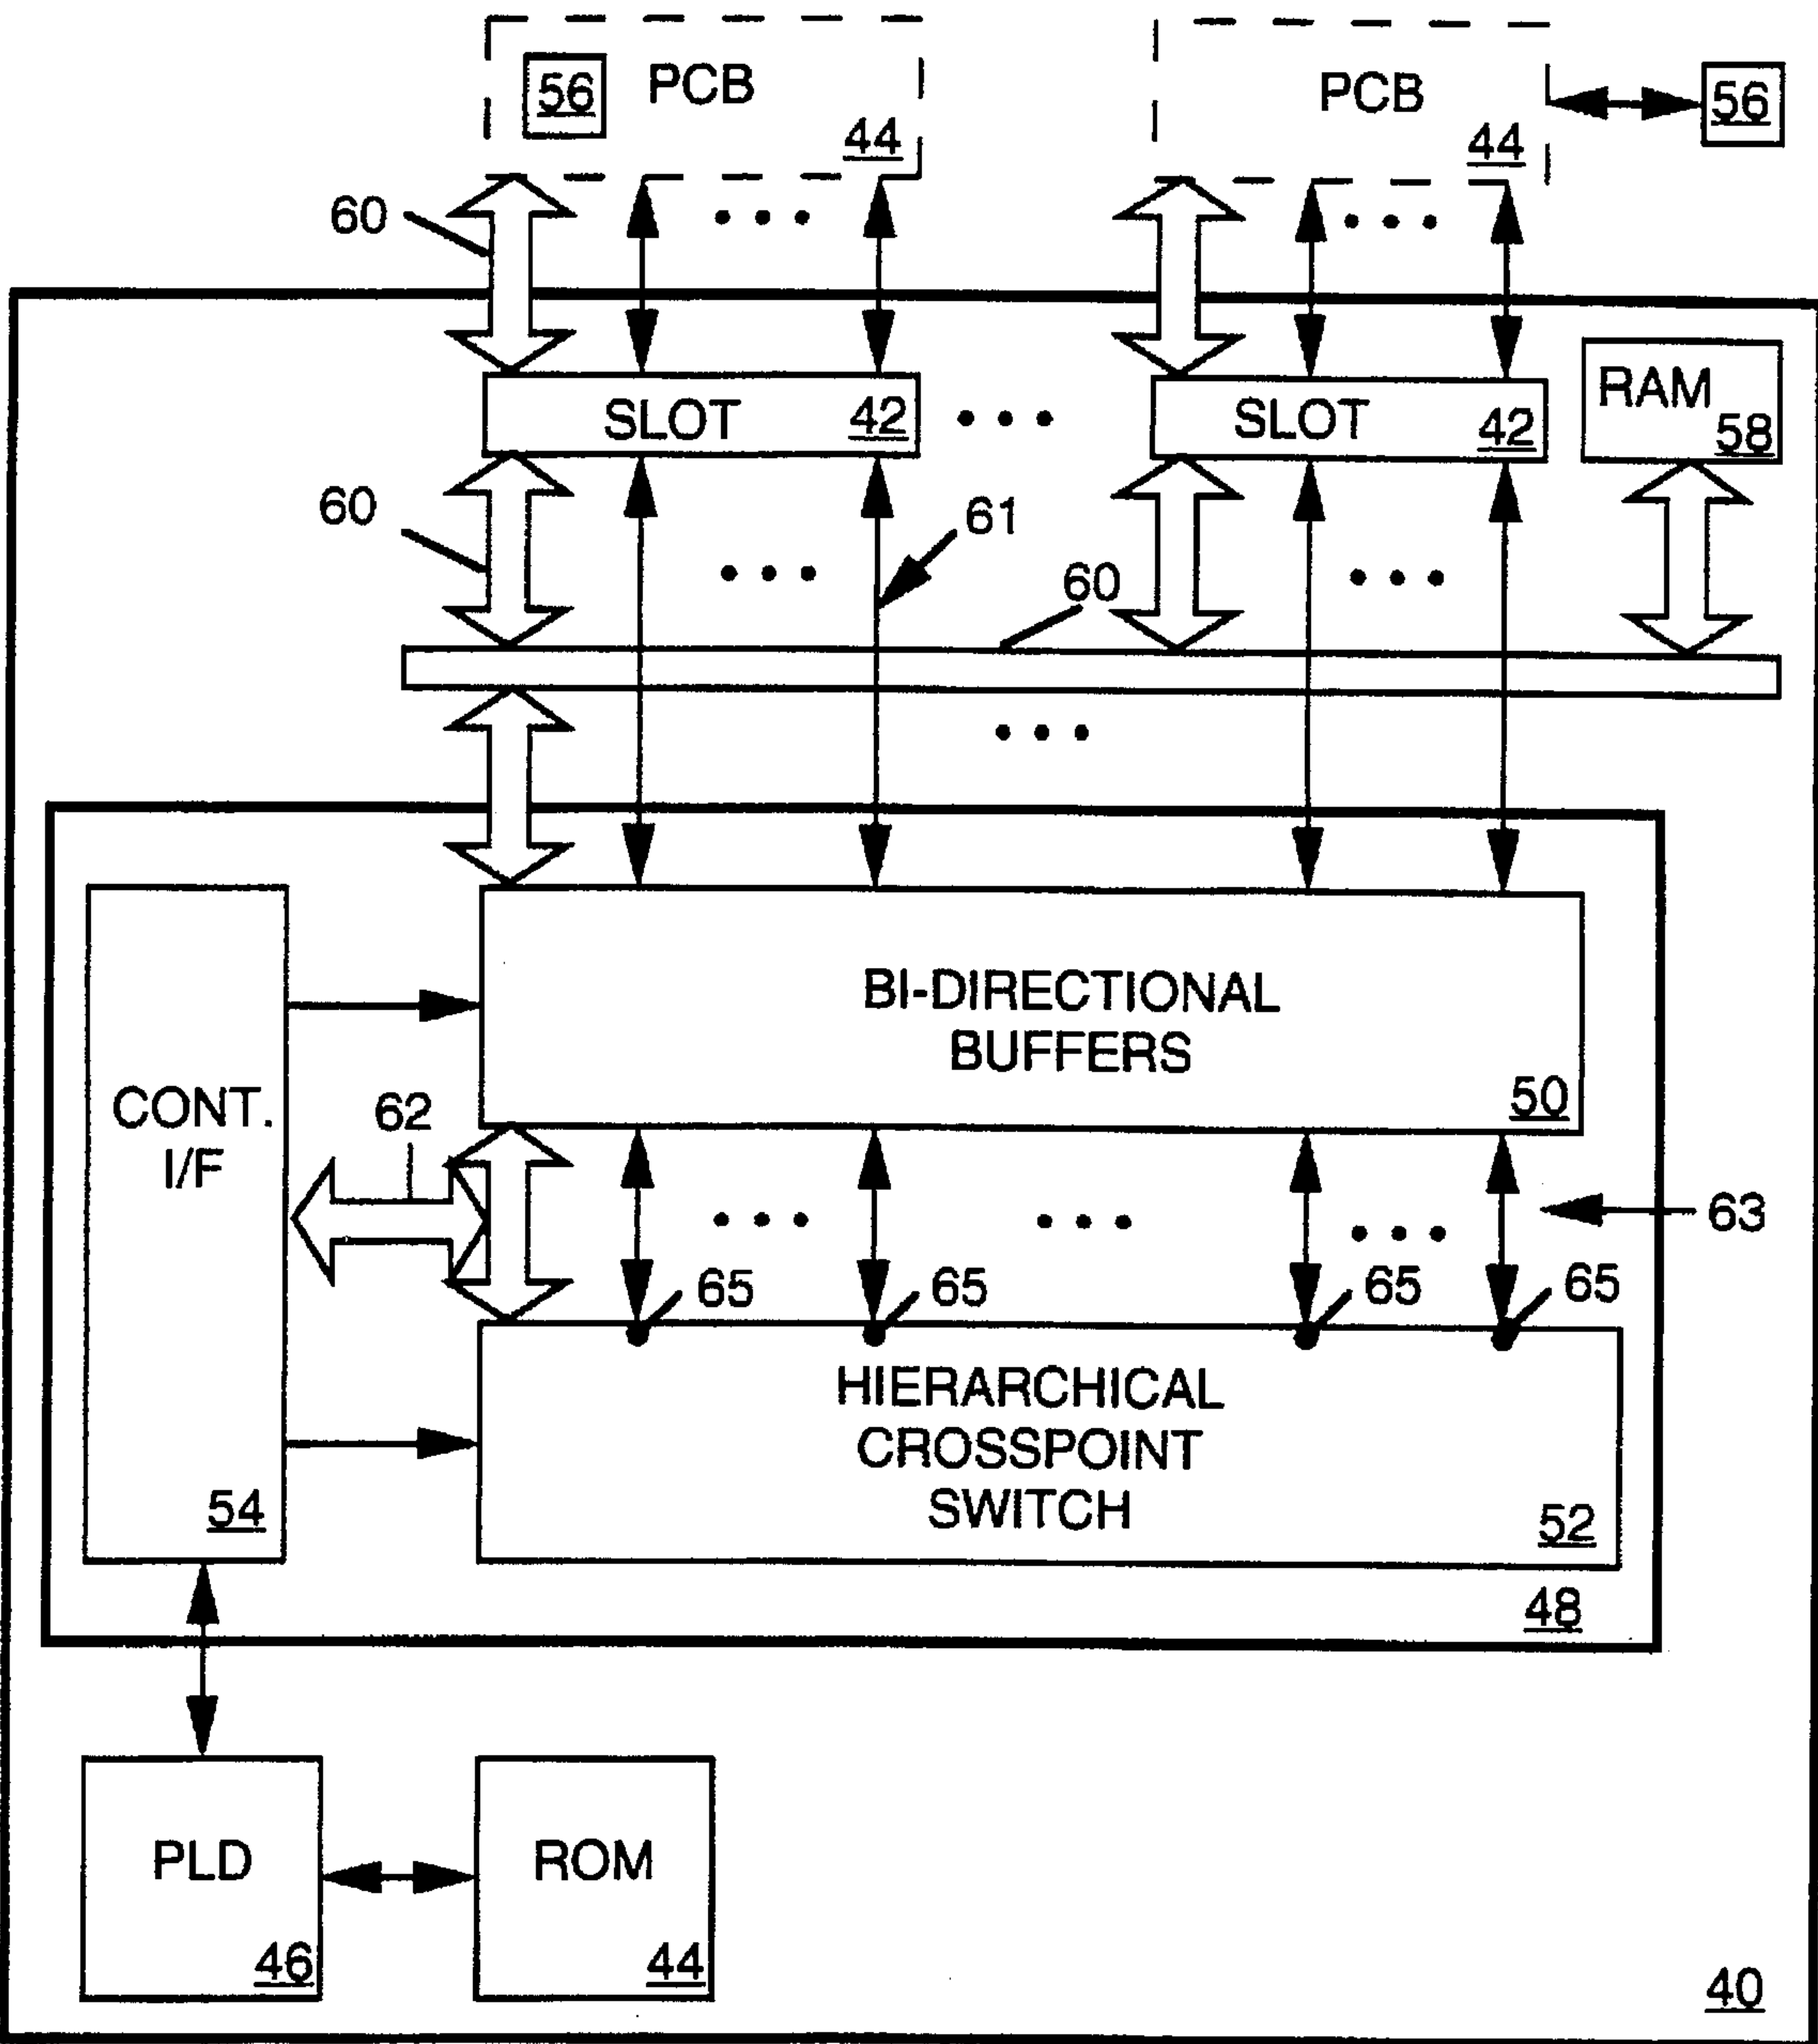 56 PCB 44
PCB 44
56
60
SLOT 42
SLOT 42
RAM 58
60
61
60
BI-DIRECTIONAL
BUFFERS
50
CONT.
I/F
54
62
63
65
65
65
65
HIERARCHICAL
CROSSPOINT
SWITCH
52
48
PLD
46
ROM
44
40